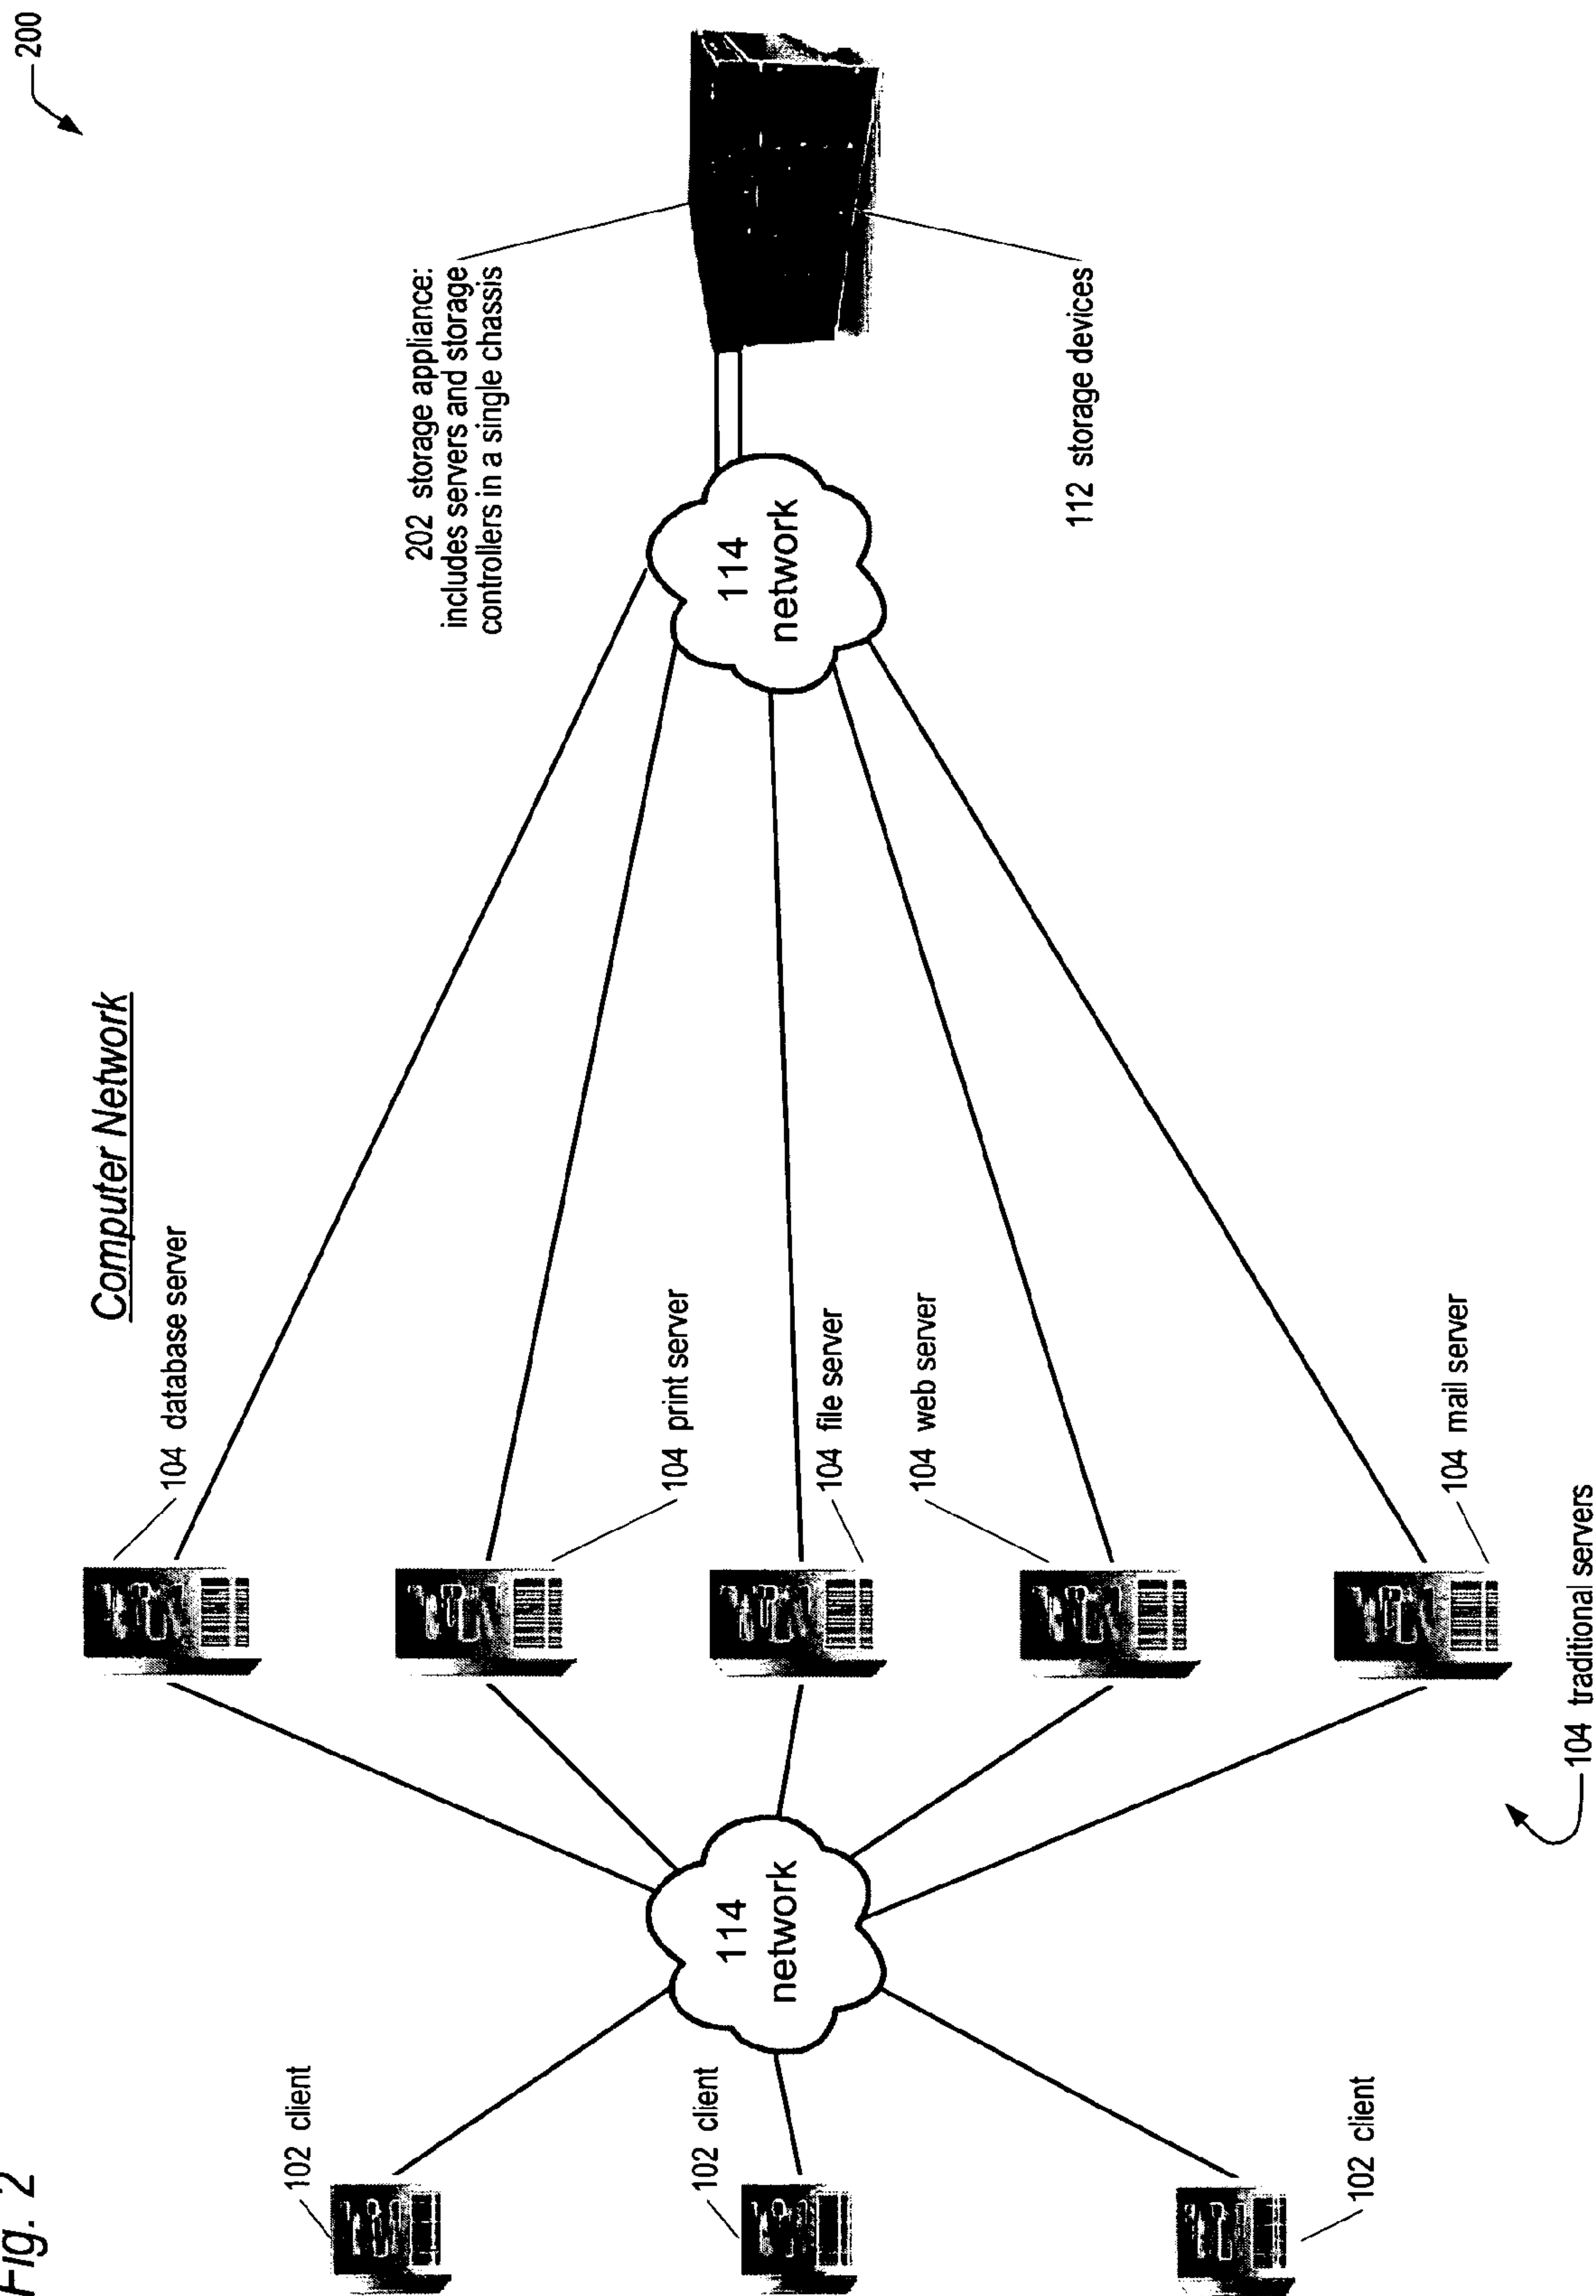 Fig. 2
Computer Network
200
102 client
102 client
102 client
114
network
104 database server
104 print server
104 file server
104 web server
104 mail server
104 traditional servers
114
network
202 storage appliance:
includes servers and storage
controllers in a single chassis
112 storage devices